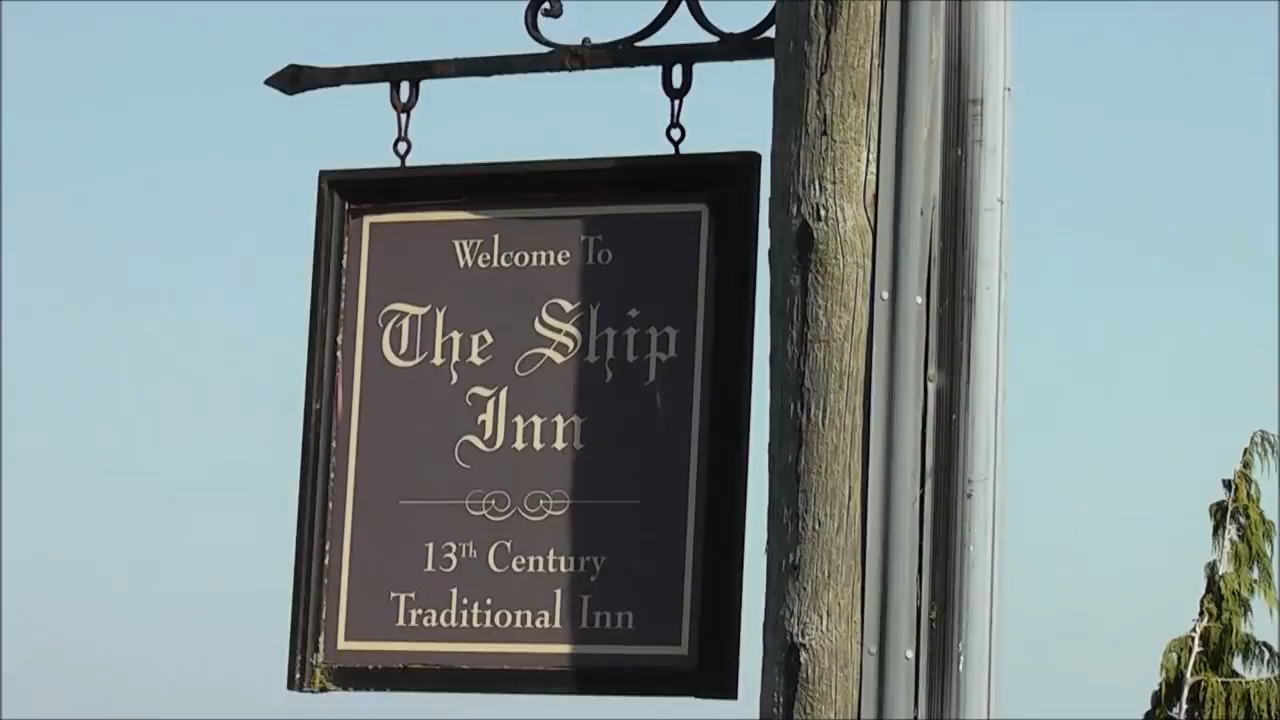 Welcome To
The Ship
Inn
13Th Century
Traditional Inn